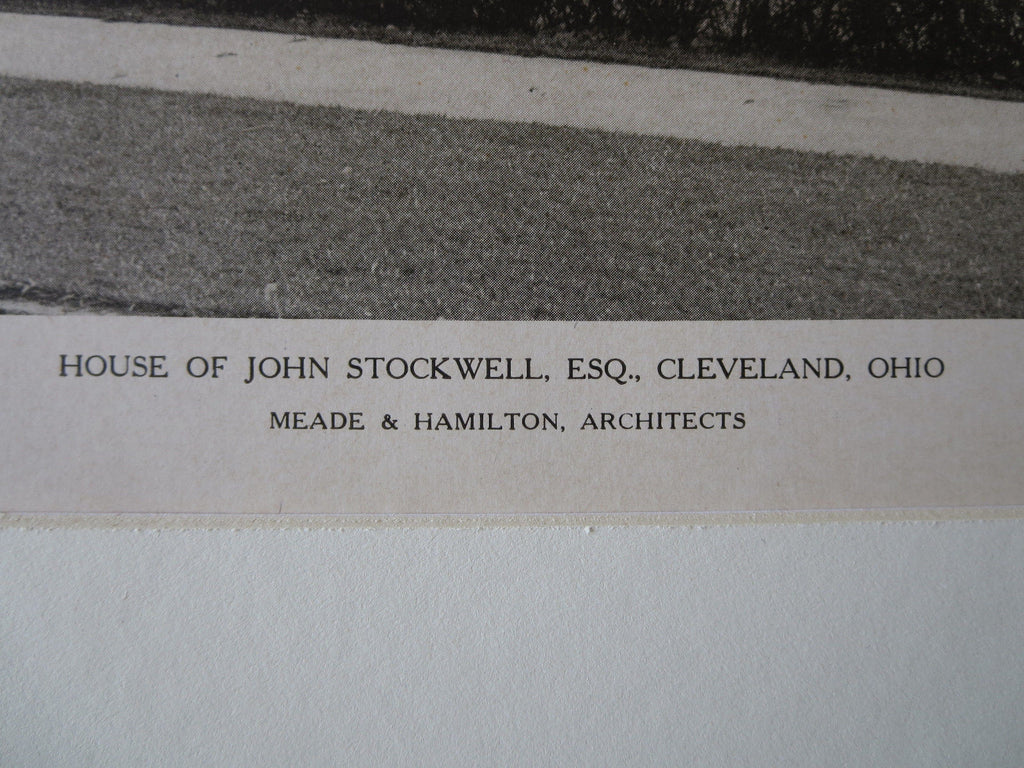 HOUSE OF JOHN STOCKWELL, ESQ., CLEVELAND, OHIO
MEADE & HAMILTON, ARCHITECTS